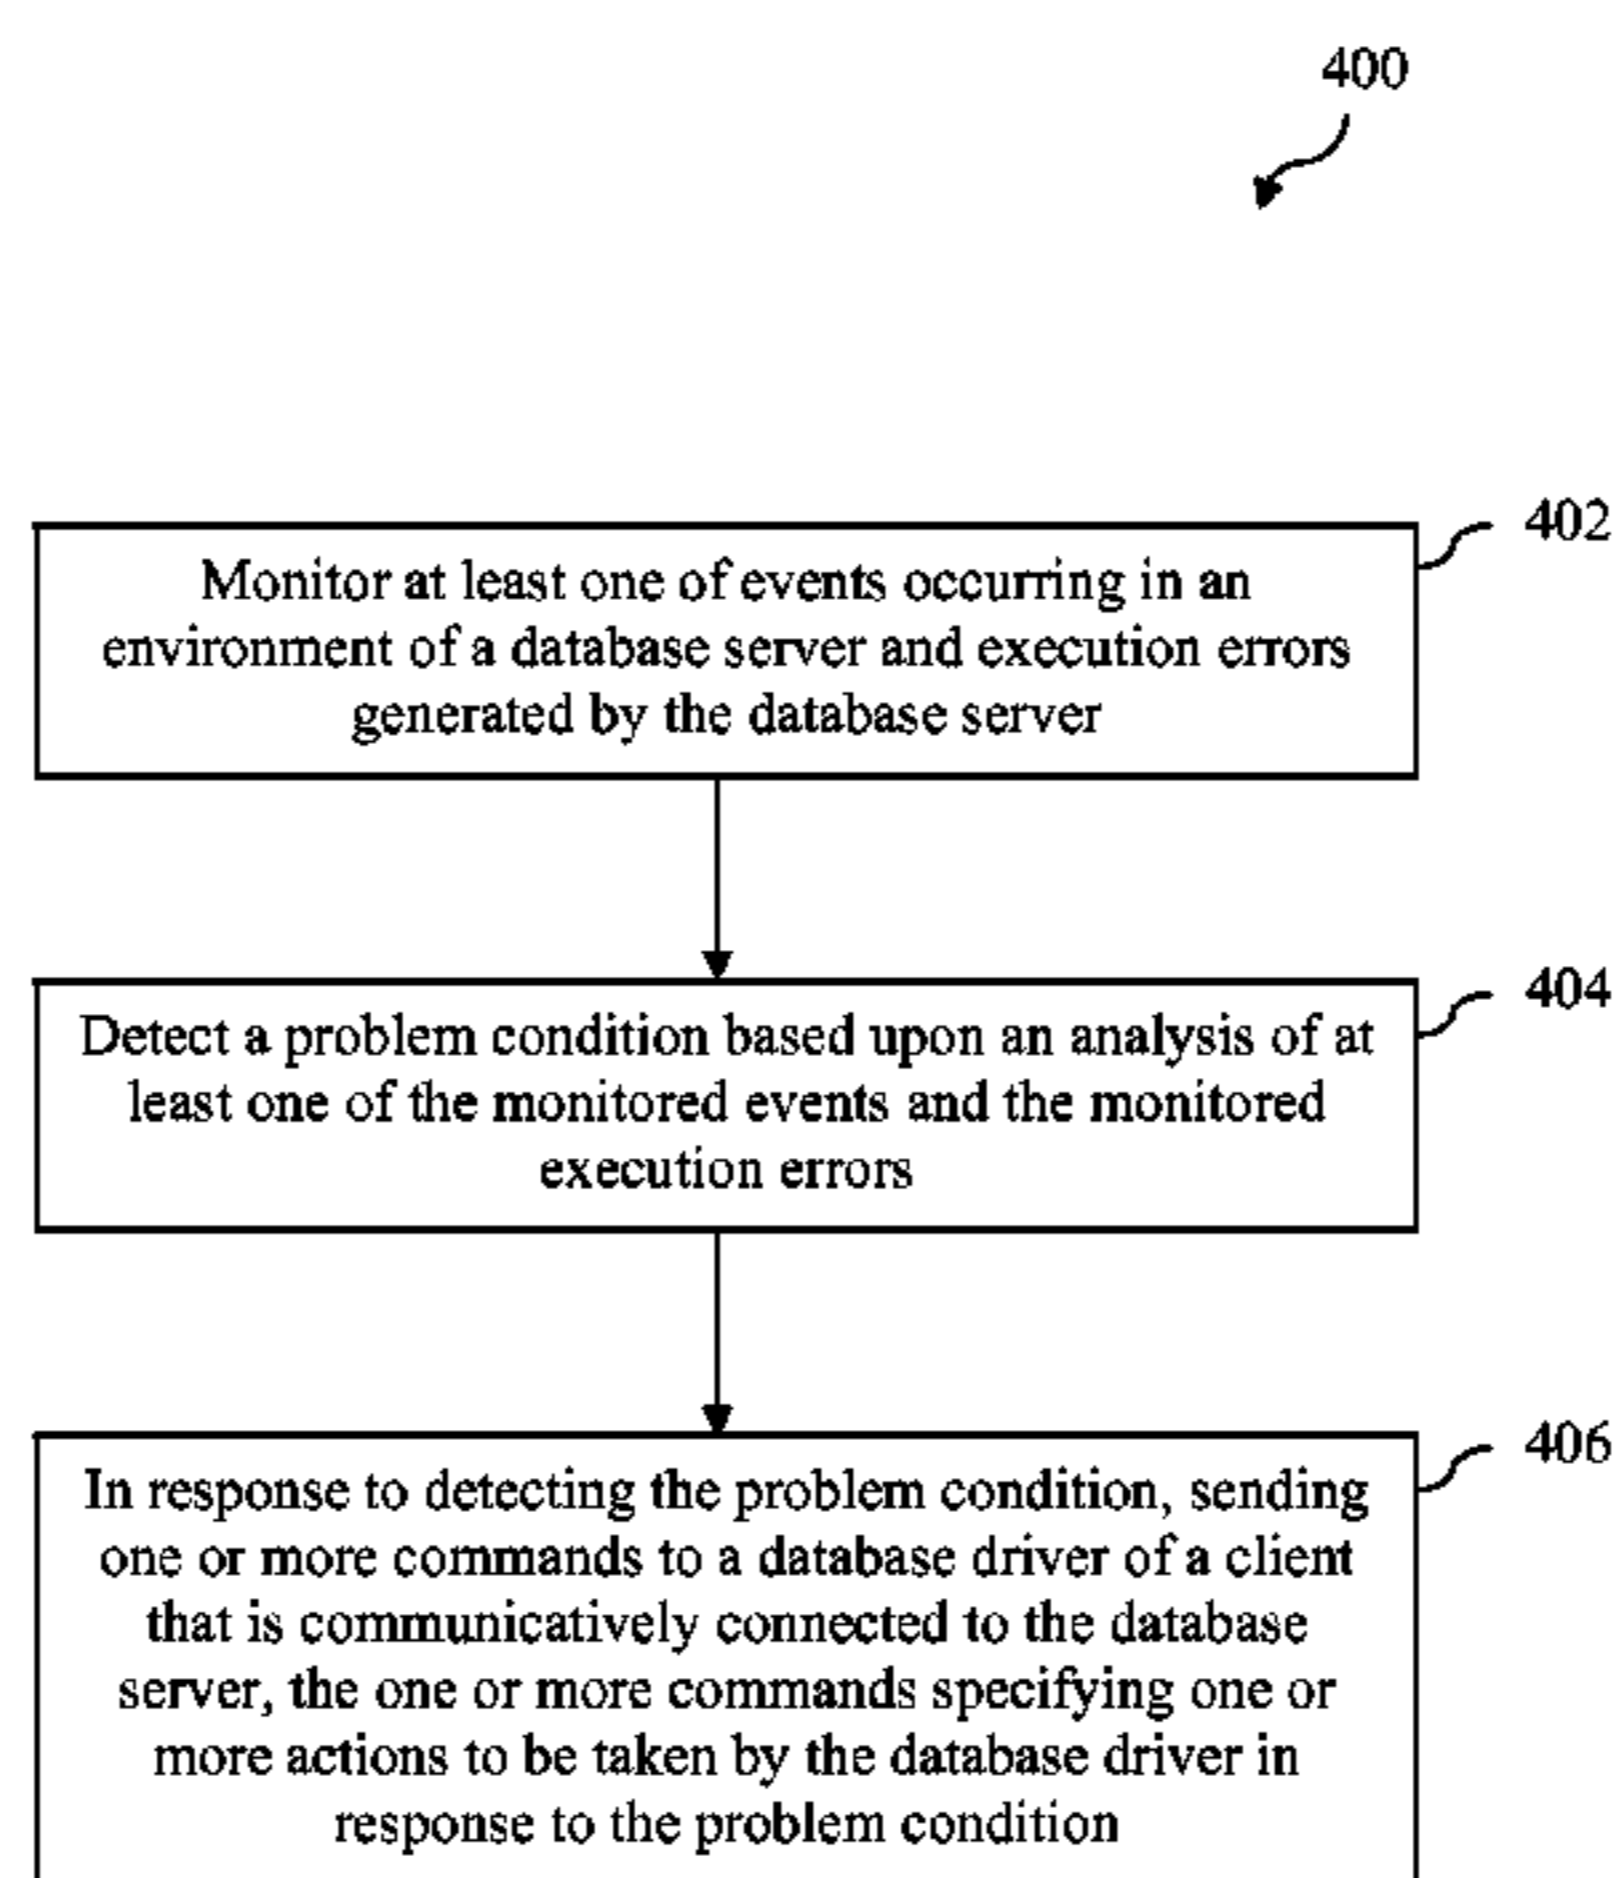 400
402
Monitor at least one of events occurring in an
environment of a database server and execution errors
generated by the database server
404
Detect a problem condition based upon an analysis of at
least one of the monitored events and the monitored
execution errors
406
In response to detecting the problem condition, sending
one or more commands to a database driver of a client
that is communicatively connected to the database
server, the one or more commands specifying one or
more actions to be taken by the database driver in
response to the problem condition